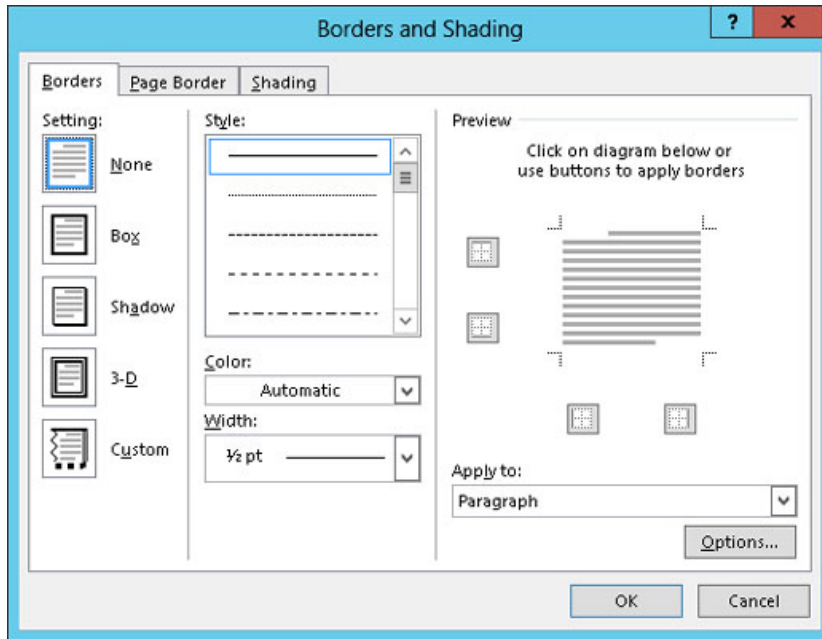 Borders and Shading
? x
Borders Page Border Shading
Setting:
None
Box
Shadow
3-D
Custom
Style:
Color:
Automatic
Width:
½ pt
Preview
Click on diagram below or
use buttons to apply borders
Apply to:
Paragraph
Options...
OK Cancel